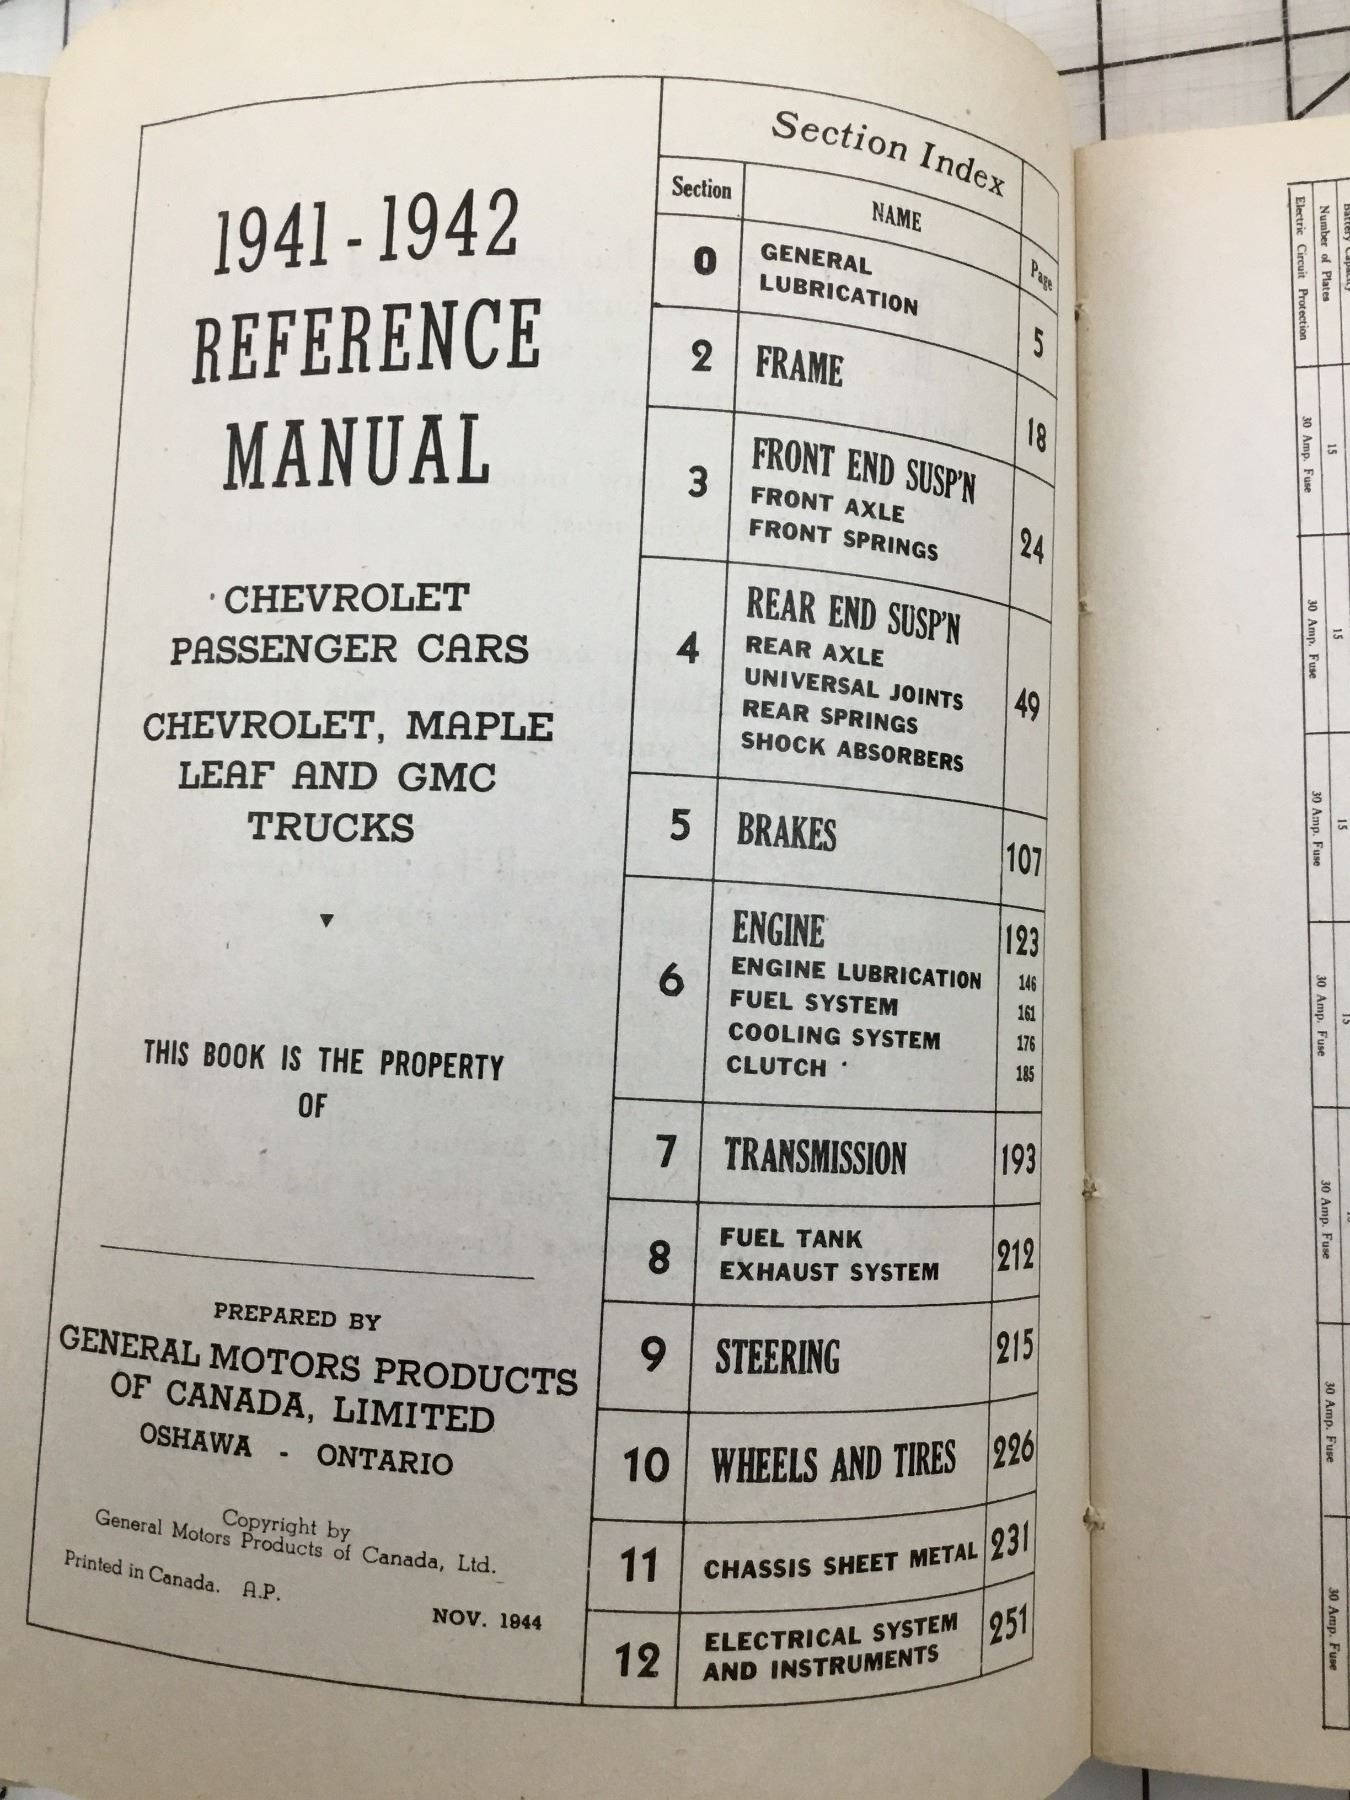 1941 - 1942
REFERENCE
MANUAL
CHEVROLET
PASSENGER CARS
CHEVROLET, MAPLE
LEAF AND GMC
TRUCKS
THIS BOOK IS THE PROPERTY
OF
PREPARED BY
GENERAL MOTORS PRODUCTS
OF CANADA, LIMITED
OSHAWA - ONTARIO
Copyright by
General Motors Products of Canada, Ltd.
Printed in Canada. A.P.
NOV. 1944
Section Index
Section NAME Page
0 GENERAL
LUBRICATION 5
2 FRAME 18
3 FRONT END SUSP'N
FRONT AXLE
FRONT SPRINGS 24
4 REAR END SUSP'N
REAR AXLE
UNIVERSAL JOINTS
REAR SPRINGS
SHOCK ABSORBERS 49
5 BRAKES 107
6 ENGINE 123
ENGINE LUBRICATION 146
FUEL SYSTEM 161
COOLING SYSTEM 176
CLUTCH 185
7 TRANSMISSION 193
8 FUEL TANK
EXHAUST SYSTEM 212
9 STEERING 215
10 WHEELS AND TIRES 226
11 CHASSIS SHEET METAL 231
12 ELECTRICAL SYSTEM
AND INSTRUMENTS 251
Battery
Number of Plates 15 15 15 15
Electric Circuit Protection 30 Amp. Fuse 30 Amp. Fuse 30 Amp. Fuse 30 Amp. Fuse 30 Amp. Fuse 30 Amp. Fuse 30 Amp. Fuse